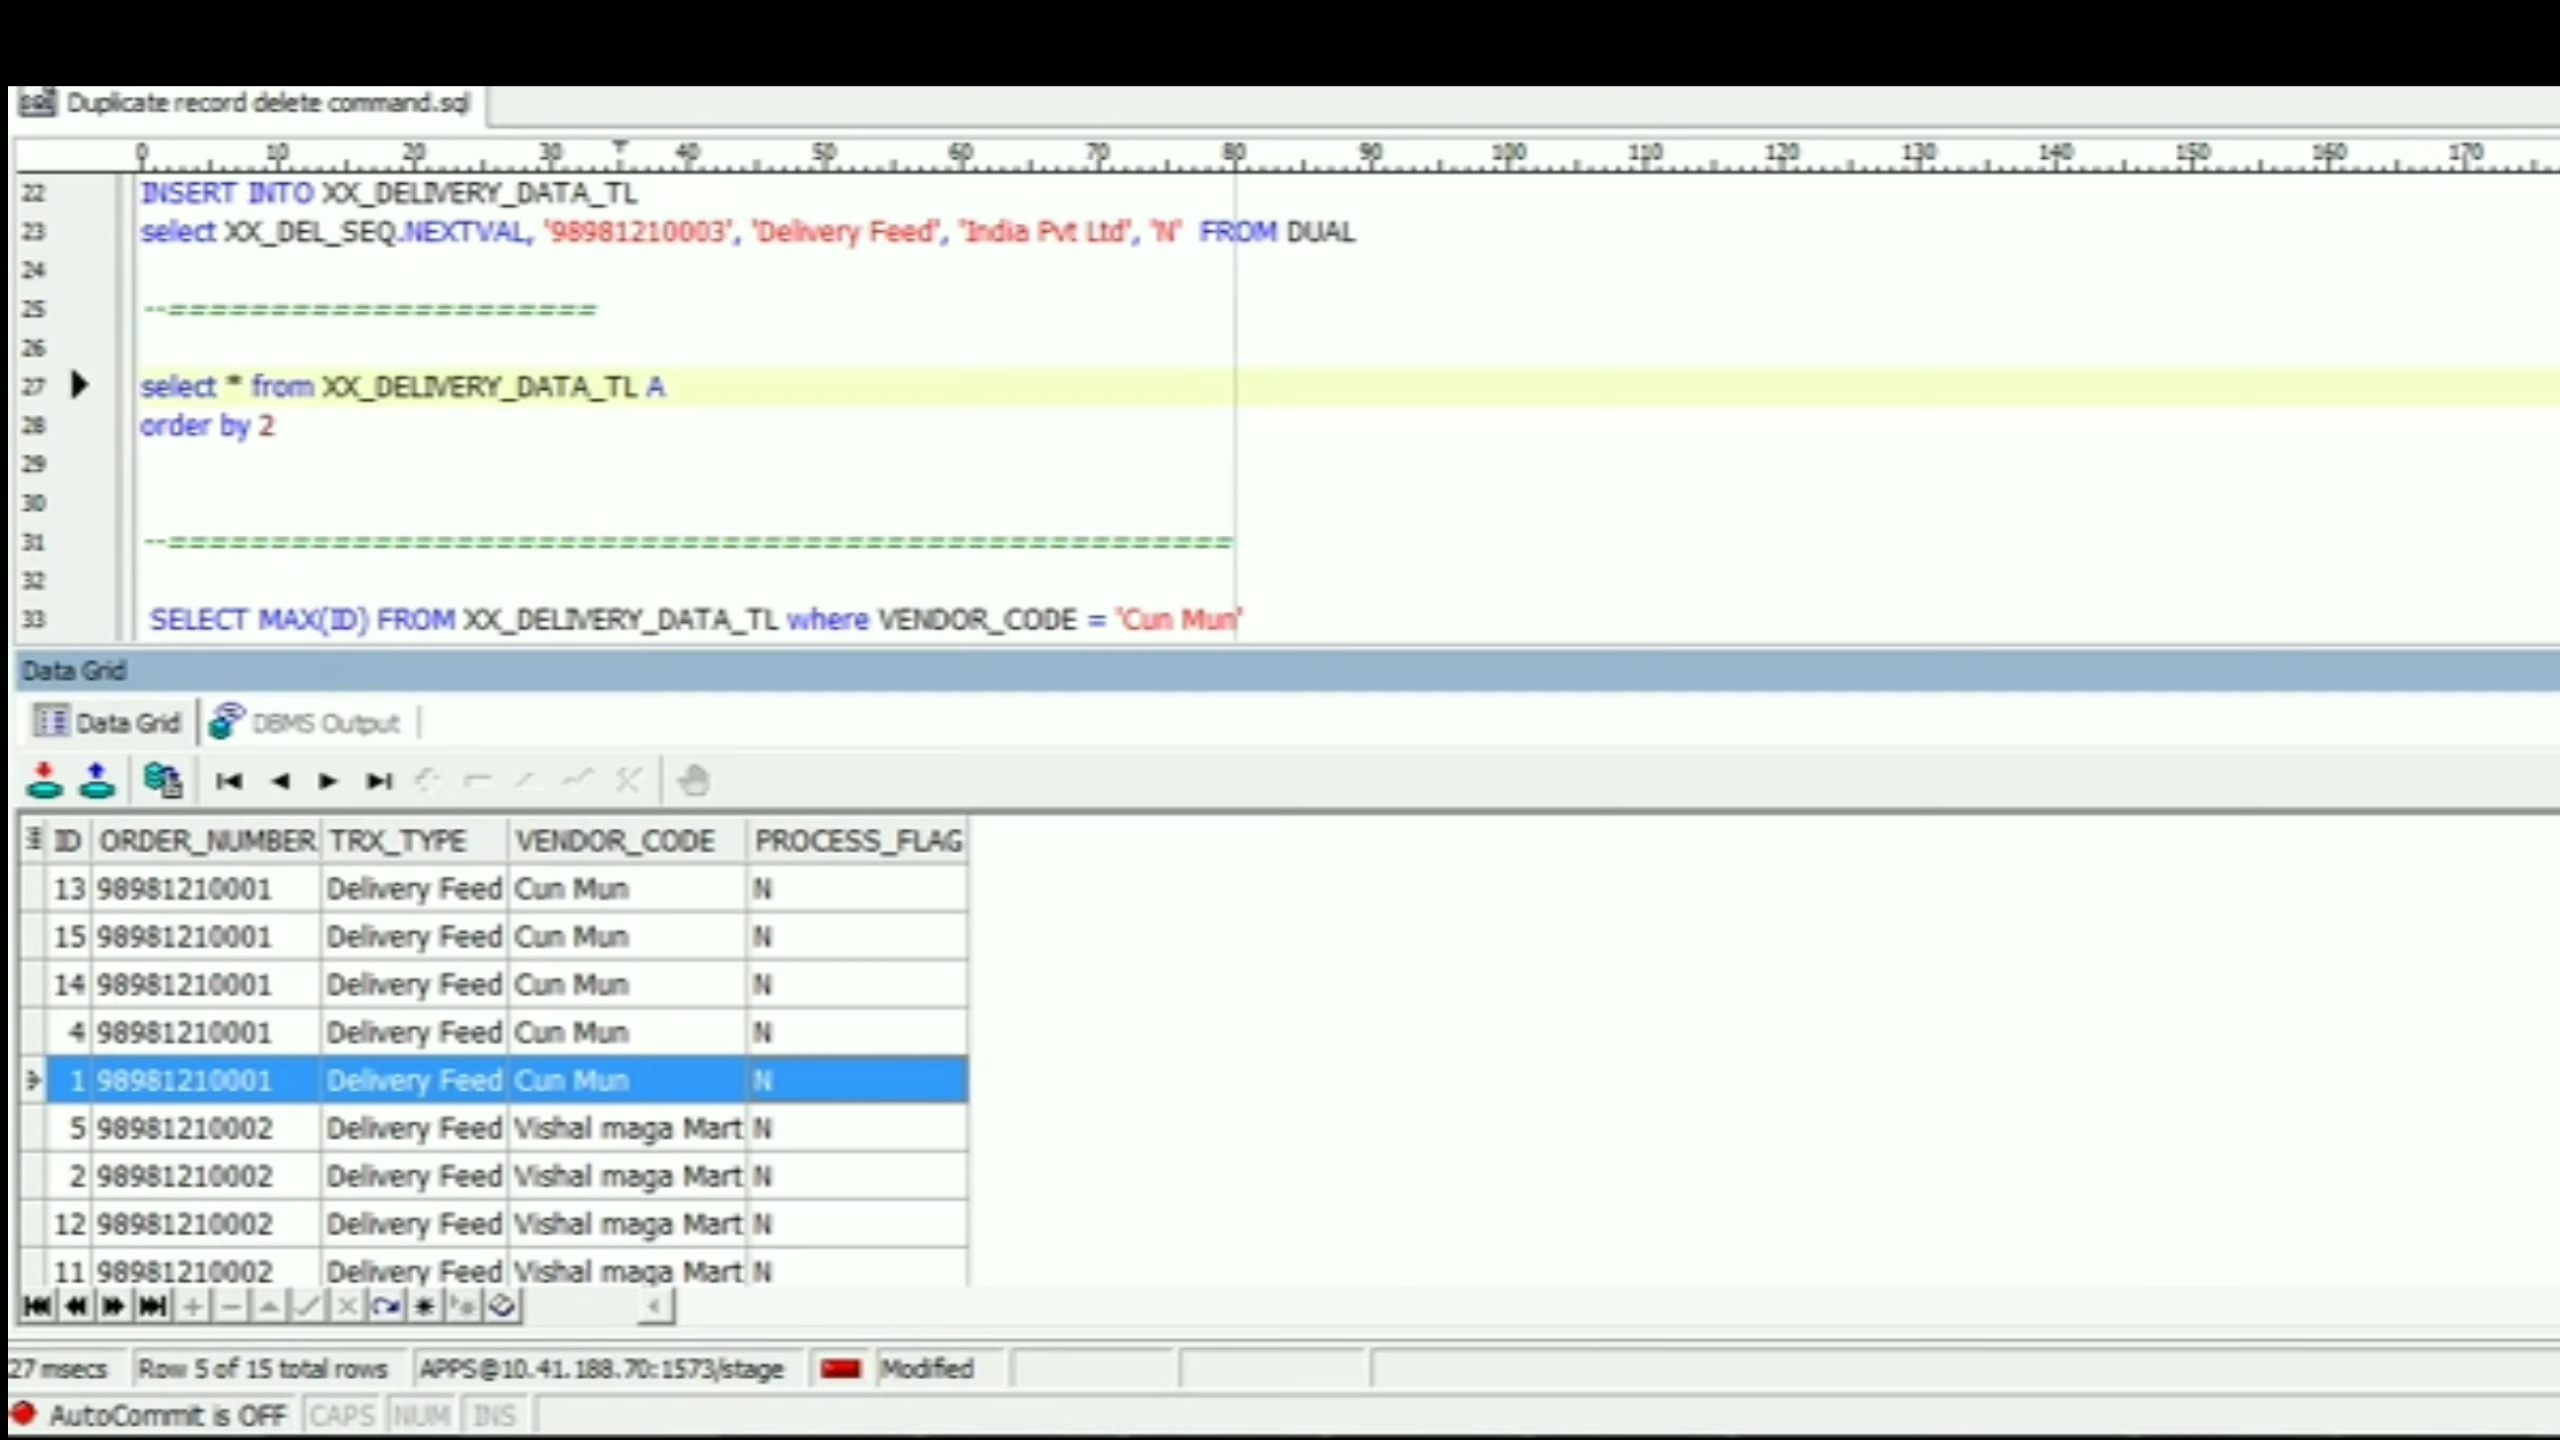 Duplicate record delete command.sql
0 10 20 30 40 50 60 70 80 90 100 110 120 130 140 150 160 170
22 INSERT INTO XX_DELIVERY_DATA_TL
23 select XX_DEL_SEQ.NEXTVAL, '98981210003', 'Delivery Feed', 'India Pvt Ltd', 'N' FROM DUAL
24
25 --=====================
26
27 select * from XX_DELIVERY_DATA_TL A
28 order by 2
29
30
31 --====================================================
32
33 SELECT MAX(ID) FROM XX_DELIVERY_DATA_TL where VENDOR_CODE = 'Cun Mun'
Data Grid
Data Grid DBMS Output
ID ORDER_NUMBER TRX_TYPE VENDOR_CODE PROCESS_FLAG
13 98981210001 Delivery Feed Cun Mun N
15 98981210001 Delivery Feed Cun Mun N
14 98981210001 Delivery Feed Cun Mun N
4 98981210001 Delivery Feed Cun Mun N
1 98981210001 Delivery Feed Cun Mun N
5 98981210002 Delivery Feed Vishal maga Mart N
2 98981210002 Delivery Feed Vishal maga Mart N
12 98981210002 Delivery Feed Vishal maga Mart N
11 98981210002 Delivery Feed Vishal maga Mart N
27 msecs Row 5 of 15 total rows APPS@10.41.188.70:1573/stage Modified
AutoCommit is OFF CAPS NUM INS